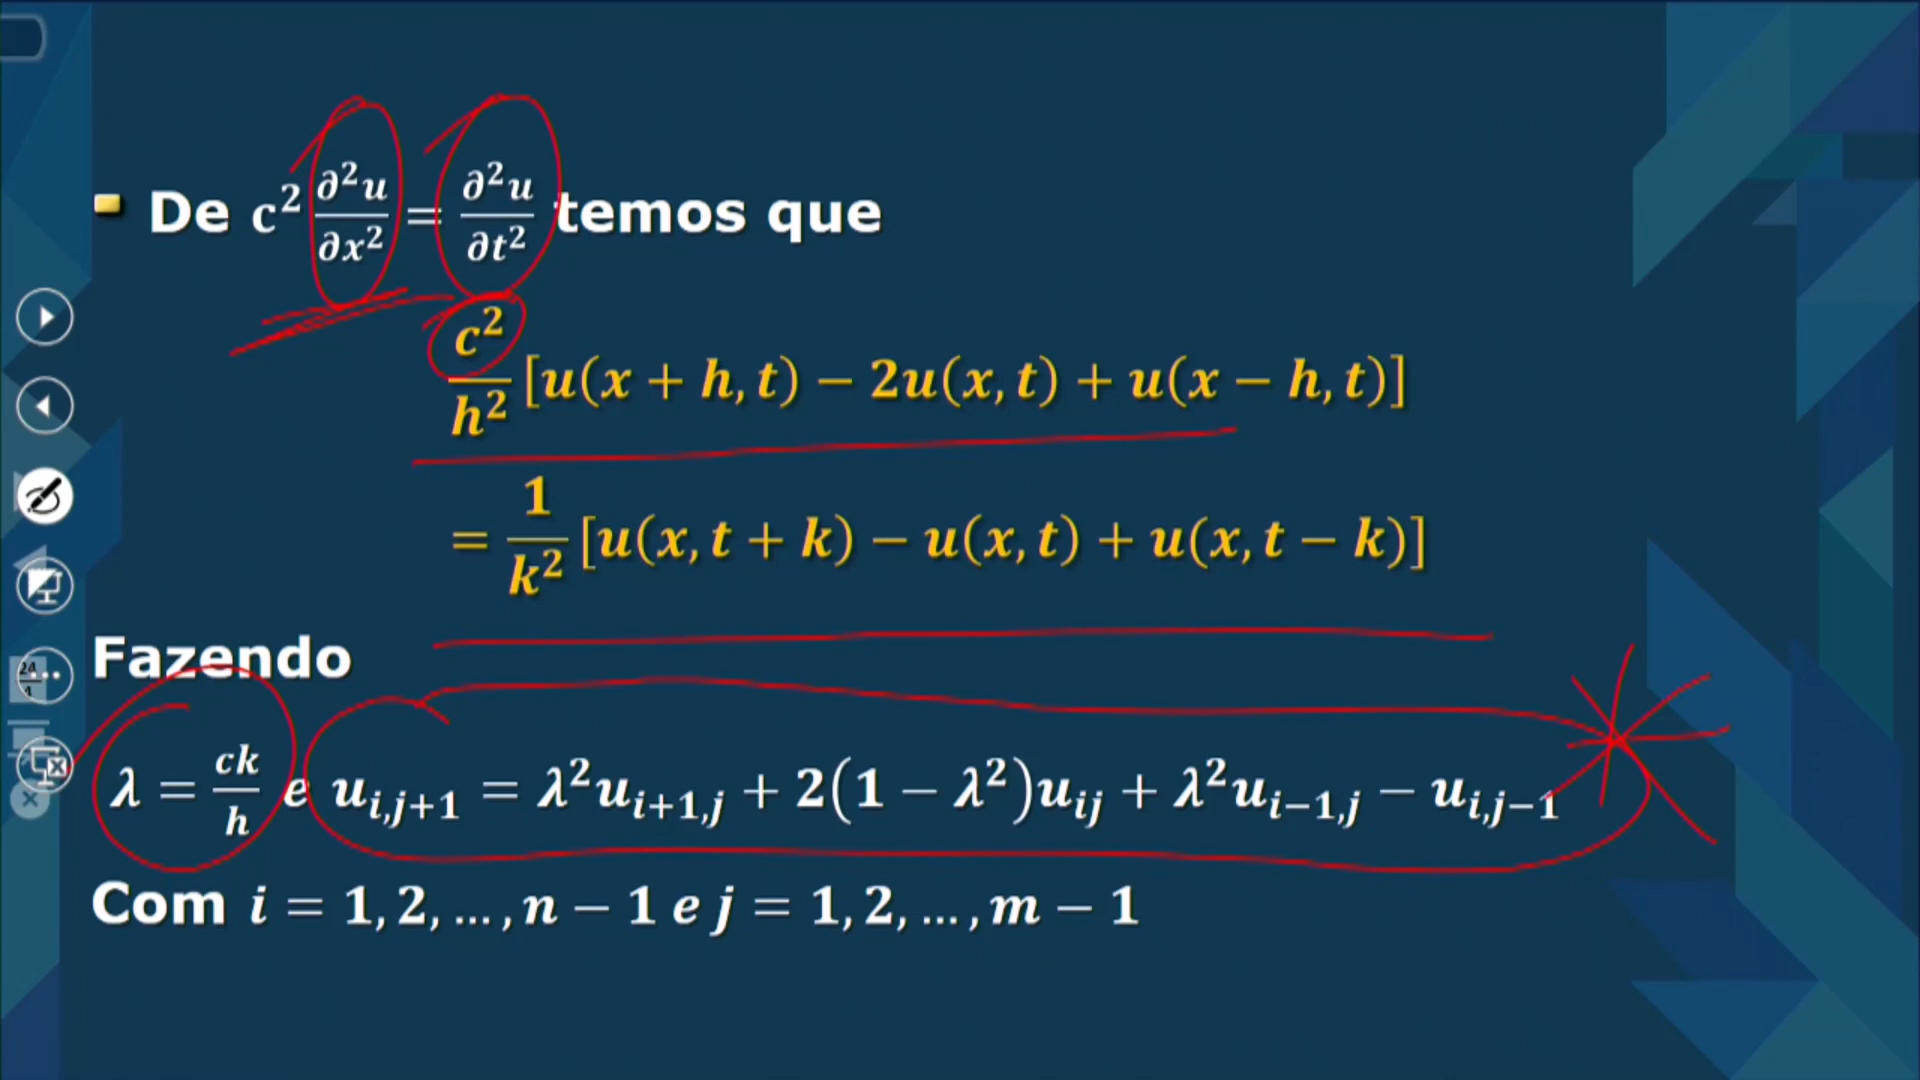 De c² ∂²u/∂x² = ∂²u/∂t² temos que
c²/h² [u(x + h, t) − 2u(x, t) + u(x − h, t)]
= 1/k² [u(x, t + k) − u(x, t) + u(x, t − k)]
Fazendo
λ = ck/h e u_{i,j+1} = λ²u_{i+1,j} + 2(1 − λ²)u_{ij} + λ²u_{i−1,j} − u_{i,j−1}
Com i = 1, 2, … , n − 1 e j = 1, 2, … , m − 1